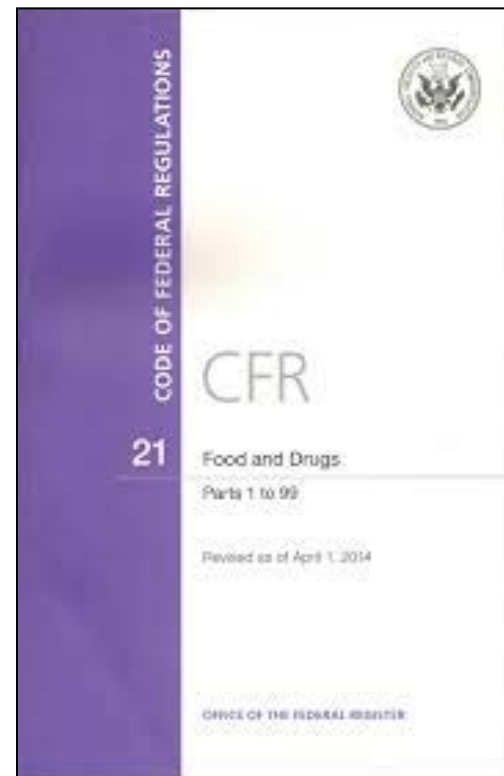 CODE OF FEDERAL REGULATIONS
CFR
21
Food and Drugs
Parts 1 to 99
Revised as of April 1, 2014
OFFICE OF THE FEDERAL REGISTER